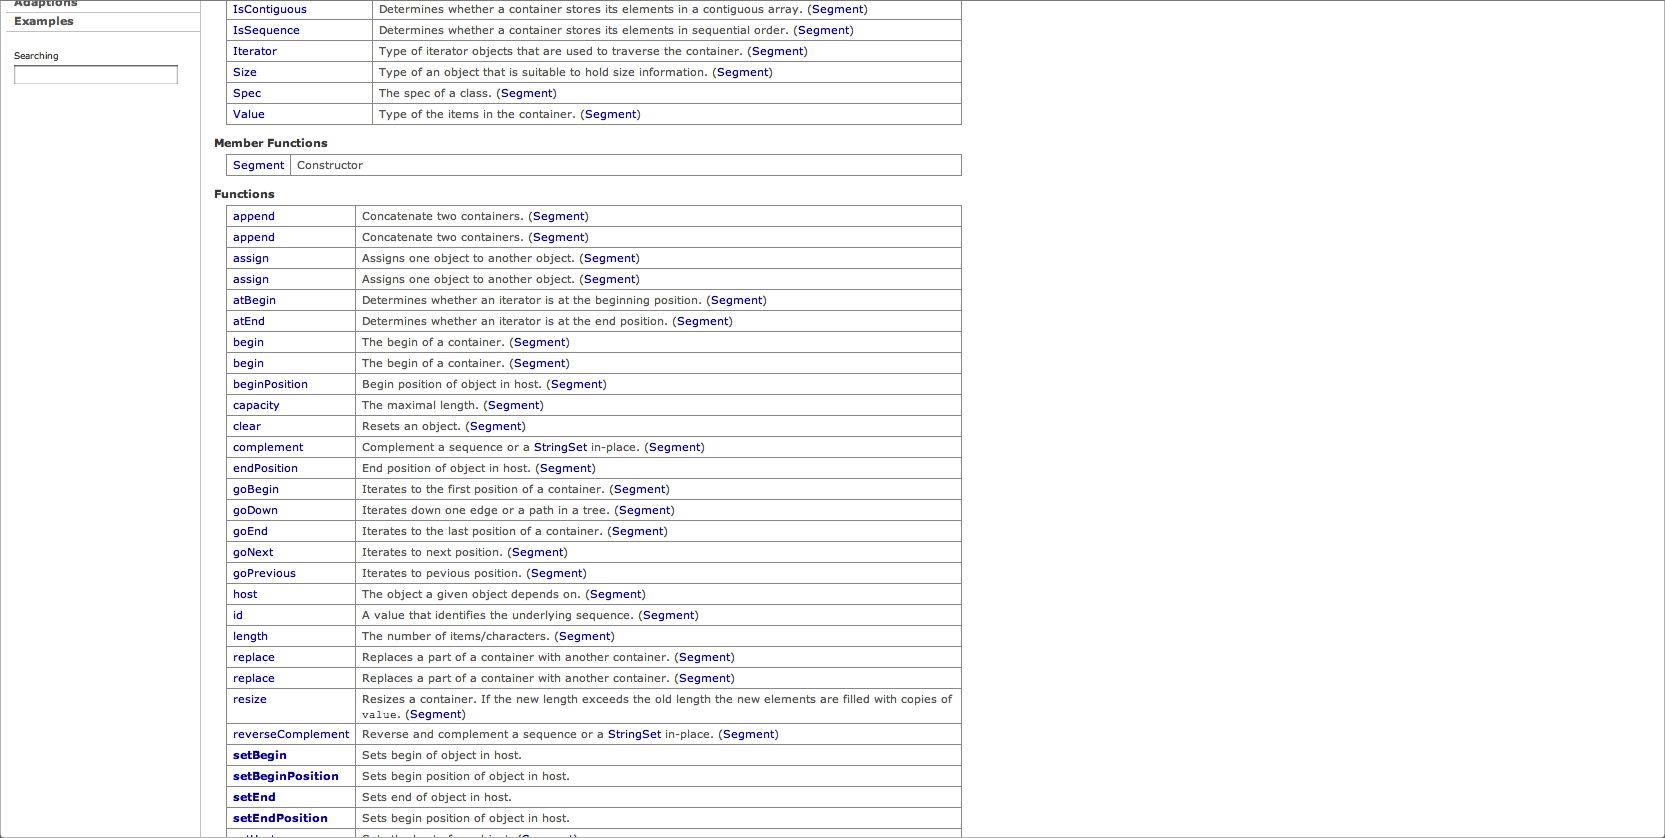 Adaptions
Examples
Searching
IsContiguous Determines whether a container stores its elements in a contiguous array. (Segment)
IsSequence Determines whether a container stores its elements in sequential order. (Segment)
Iterator Type of iterator objects that are used to traverse the container. (Segment)
Size Type of an object that is suitable to hold size information. (Segment)
Spec The spec of a class. (Segment)
Value Type of the items in the container. (Segment)
Member Functions
Segment Constructor
Functions
append Concatenate two containers. (Segment)
append Concatenate two containers. (Segment)
assign Assigns one object to another object. (Segment)
assign Assigns one object to another object. (Segment)
atBegin Determines whether an iterator is at the beginning position. (Segment)
atEnd Determines whether an iterator is at the end position. (Segment)
begin The begin of a container. (Segment)
begin The begin of a container. (Segment)
beginPosition Begin position of object in host. (Segment)
capacity The maximal length. (Segment)
clear Resets an object. (Segment)
complement Complement a sequence or a StringSet in-place. (Segment)
endPosition End position of object in host. (Segment)
goBegin Iterates to the first position of a container. (Segment)
goDown Iterates down one edge or a path in a tree. (Segment)
goEnd Iterates to the last position of a container. (Segment)
goNext Iterates to next position. (Segment)
goPrevious Iterates to pevious position. (Segment)
host The object a given object depends on. (Segment)
id A value that identifies the underlying sequence. (Segment)
length The number of items/characters. (Segment)
replace Replaces a part of a container with another container. (Segment)
replace Replaces a part of a container with another container. (Segment)
resize Resizes a container. If the new length exceeds the old length the new elements are filled with copies of
value. (Segment)
reverseComplement Reverse and complement a sequence or a StringSet in-place. (Segment)
setBegin Sets begin of object in host.
setBeginPosition Sets begin position of object in host.
setEnd Sets end of object in host.
setEndPosition Sets begin position of object in host.